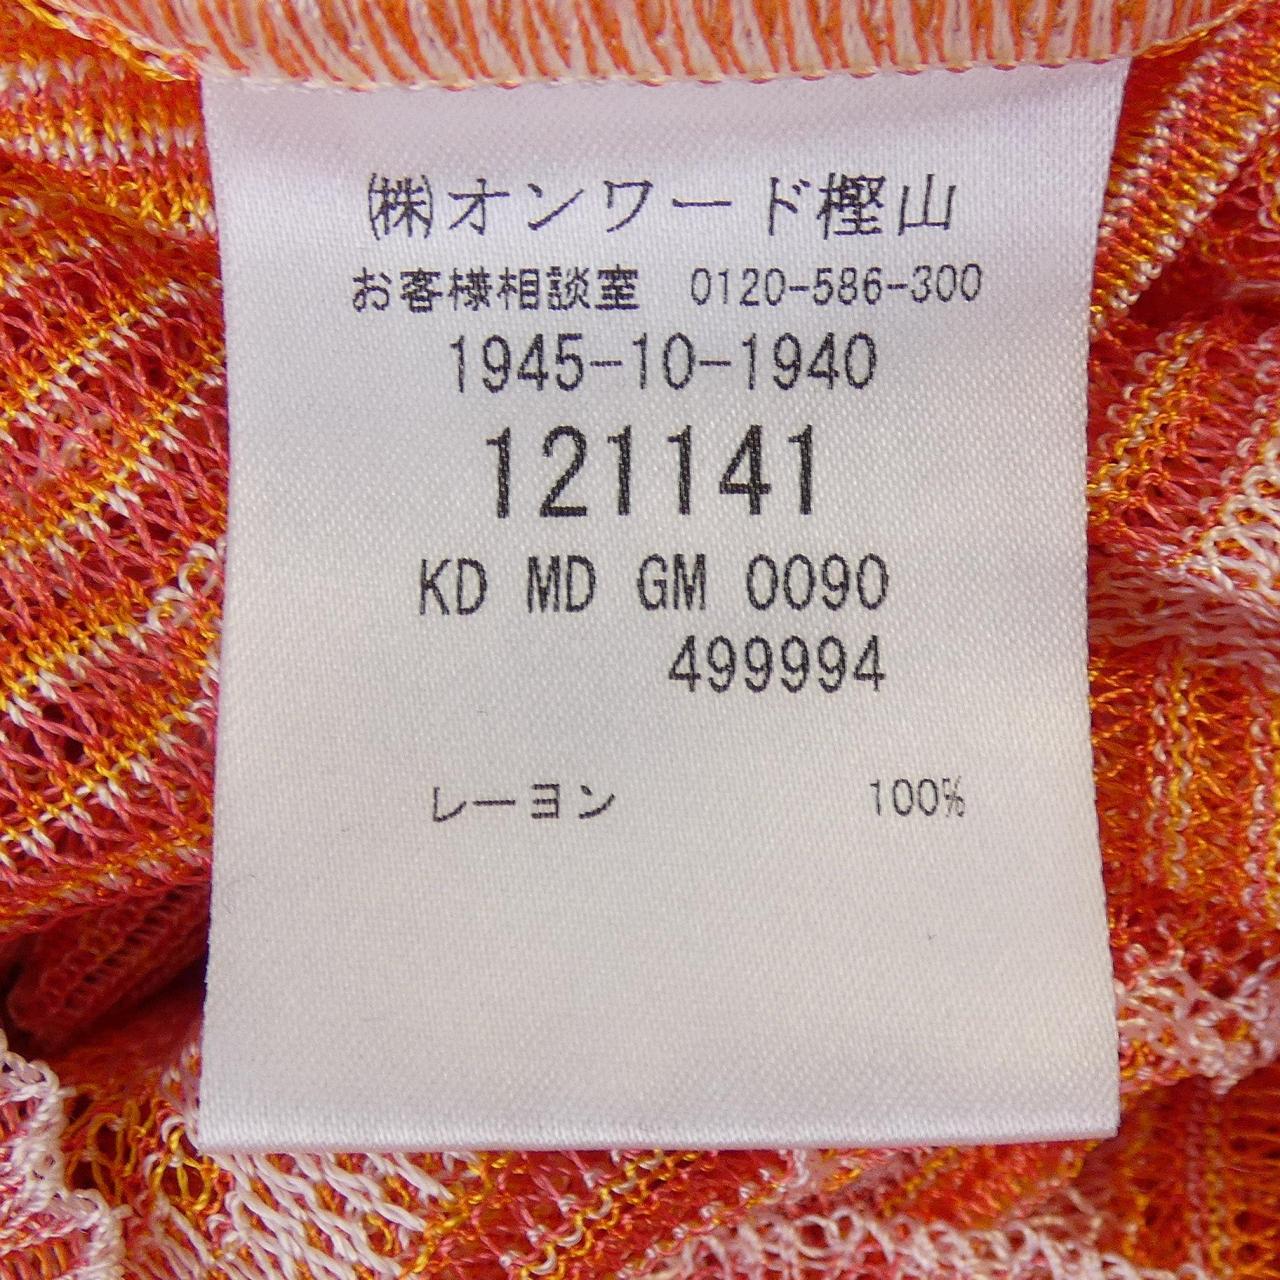 ㈱オンワード樫山
お客様相談室 0120-586-300
1945-10-1940
121141
KD MD GM 0090
499994
レーヨン 100%